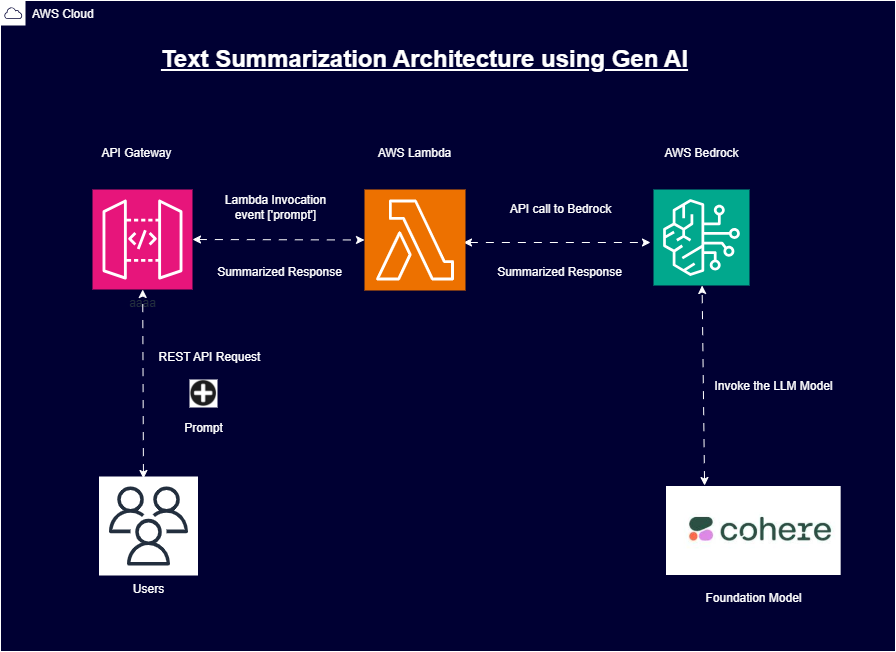 AWS Cloud
Text Summarization Architecture using Gen AI
API Gateway
AWS Lambda
AWS Bedrock
Lambda Invocation
event ['prompt']
API call to Bedrock
</>
Summarized Response
Summarized Response
aaaa
REST API Request
Invoke the LLM Model
Prompt
cohere
Users
Foundation Model